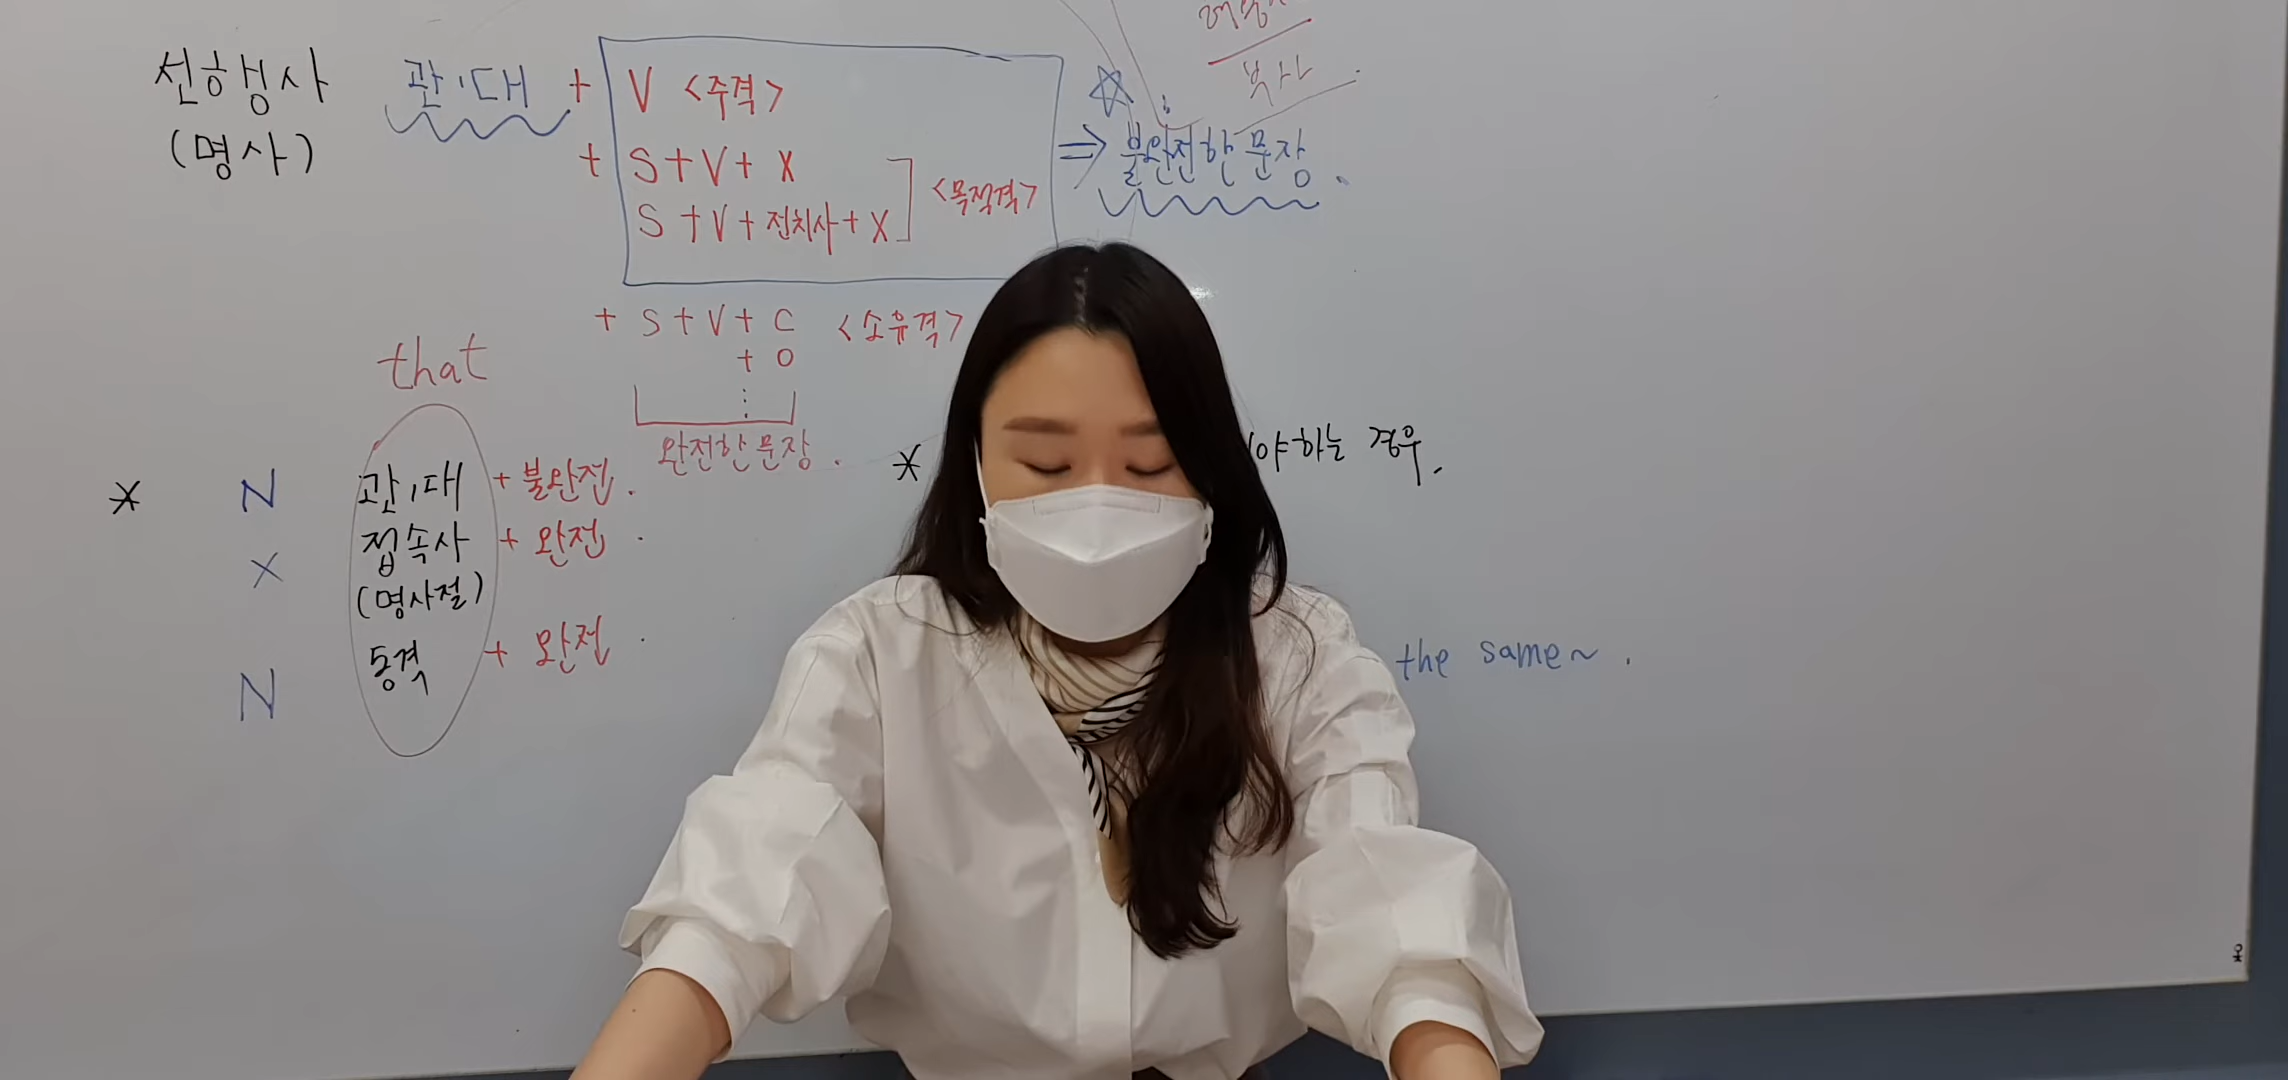 선행사 관·대 + V <주격>
(명사) + S + V + X
S + V + 전치사 + X <목적격>
⇒ 불완전한 문장.
부사
+ S + V + C <소유격>
+ O
⋮
완전한 문장.
that
* N 관·대 + 불완전.
X 접속사 + 완전.
(명사절)
N 동격 + 완전.
* 야하는 경우.
the same~.